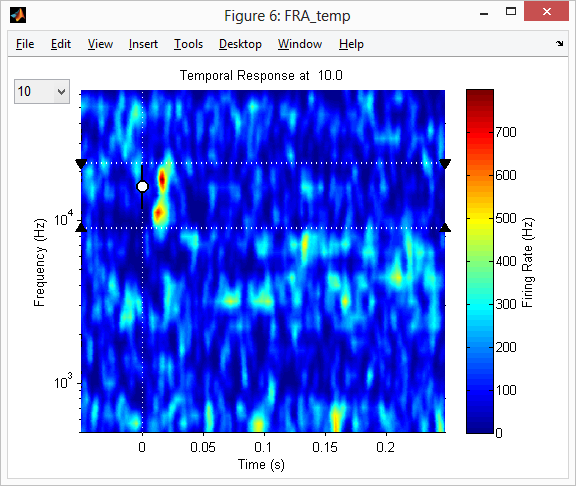 Figure 6: FRA_temp
File Edit View Insert Tools Desktop Window Help
10
Temporal Response at 10.0
Frequency (Hz)
10^4
10^3
0 0.05 0.1 0.15 0.2
Time (s)
700
600
500
400
300
200
100
0
Firing Rate (Hz)